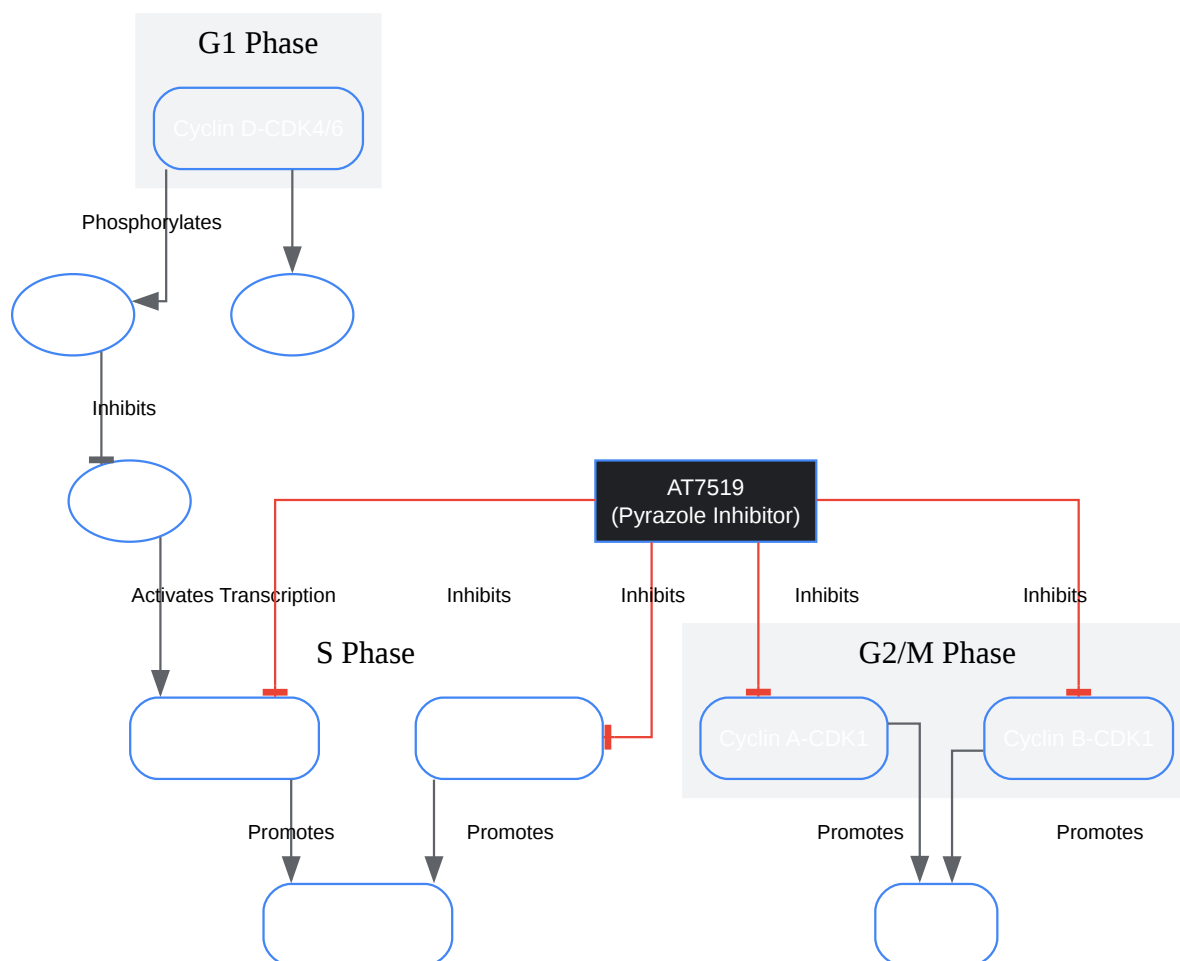 G1 Phase
Cyclin D-CDK4/6
Phosphorylates
Inhibits
AT7519
(Pyrazole Inhibitor)
Activates Transcription
Inhibits
Inhibits
Inhibits
Inhibits
S Phase
G2/M Phase
Cyclin A-CDK1
Cyclin B-CDK1
Promotes
Promotes
Promotes
Promotes